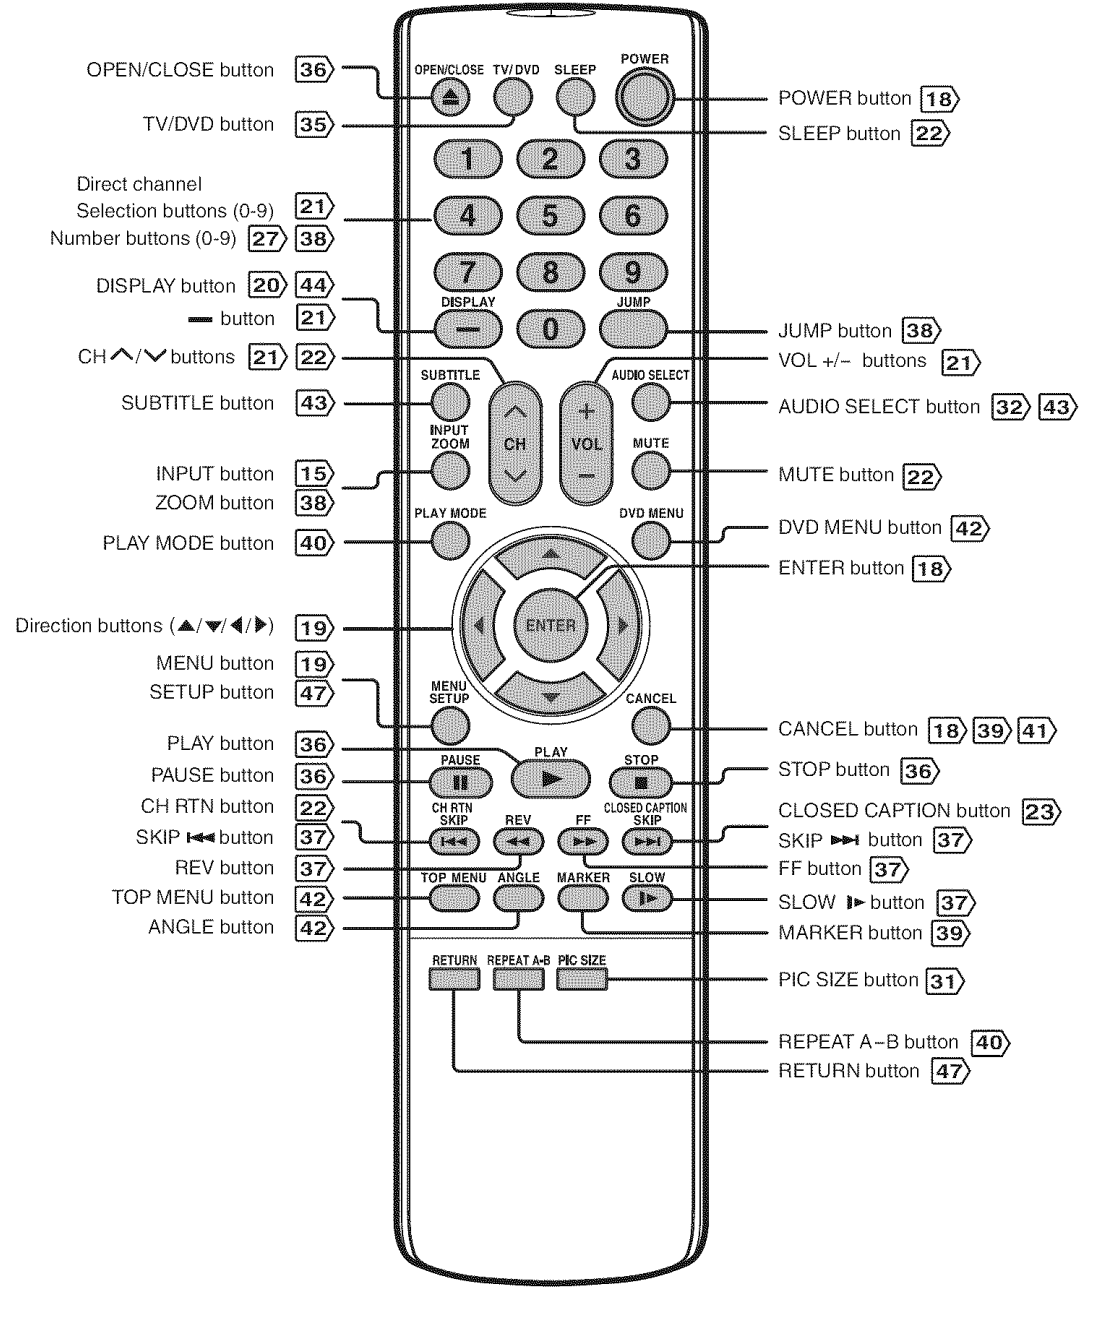 OPEN/CLOSE button 36
TV/DVD button 35
Direct channel
Selection buttons (0-9) 21
Number buttons (0-9) 27 38
DISPLAY button 20 44
— button 21
CH ∧/∨ buttons 21 22
SUBTITLE button 43
INPUT button 15
ZOOM button 38
PLAY MODE button 40
Direction buttons (▲/▼/◀/▶) 19
MENU button 19
SETUP button 47
PLAY button 36
PAUSE button 36
CH RTN button 22
SKIP ⏮ button 37
REV button 37
TOP MENU button 42
ANGLE button 42
OPEN/CLOSE TV/DVD SLEEP POWER
1 2 3
4 5 6
7 8 9
DISPLAY JUMP
— 0
SUBTITLE AUDIO SELECT
INPUT
ZOOM CH + VOL − MUTE
PLAY MODE DVD MENU
ENTER
MENU
SETUP CANCEL
PAUSE PLAY STOP
CH RTN CLOSED CAPTION
SKIP REV FF SKIP
TOP MENU ANGLE MARKER SLOW
RETURN REPEAT A-B PIC SIZE
POWER button 18
SLEEP button 22
JUMP button 38
VOL +/− buttons 21
AUDIO SELECT button 32 43
MUTE button 22
DVD MENU button 42
ENTER button 18
CANCEL button 18 39 41
STOP button 36
CLOSED CAPTION button 23
SKIP ⏭ button 37
FF button 37
SLOW I▶ button 37
MARKER button 39
PIC SIZE button 31
REPEAT A−B button 40
RETURN button 47